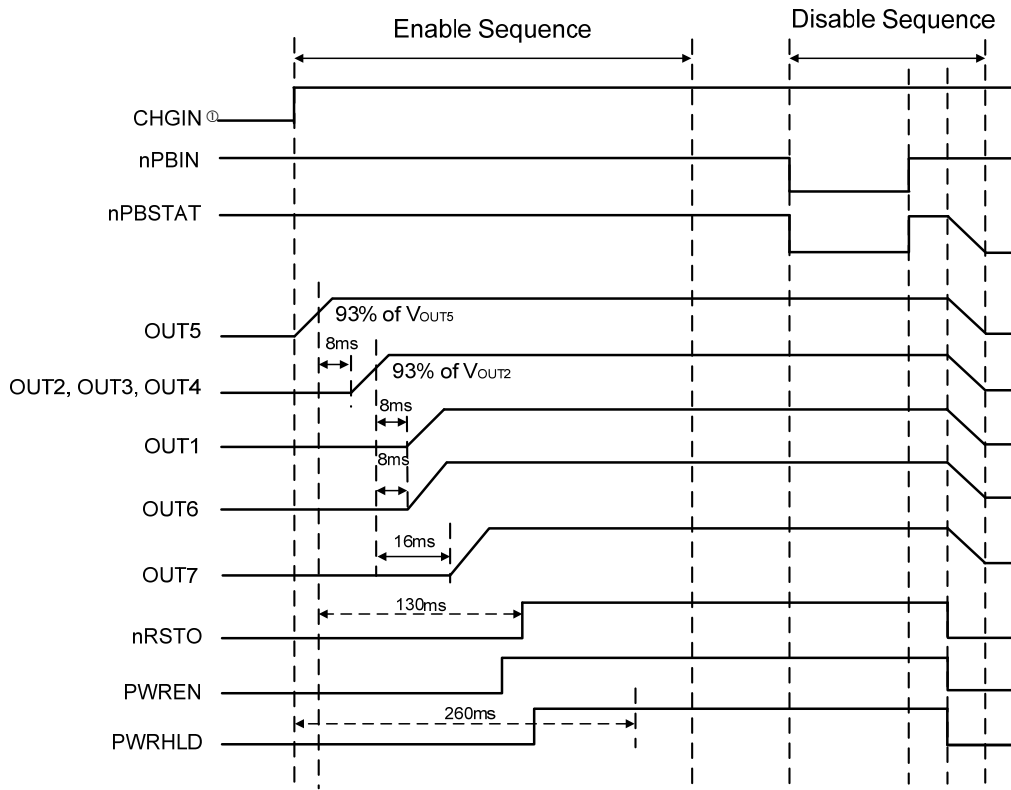 Enable Sequence
Disable Sequence
CHGIN ①
nPBIN
nPBSTAT
93% of VOUT5
OUT5
8ms
OUT2, OUT3, OUT4
93% of VOUT2
8ms
OUT1
8ms
OUT6
16ms
OUT7
130ms
nRSTO
PWREN
260ms
PWRHLD